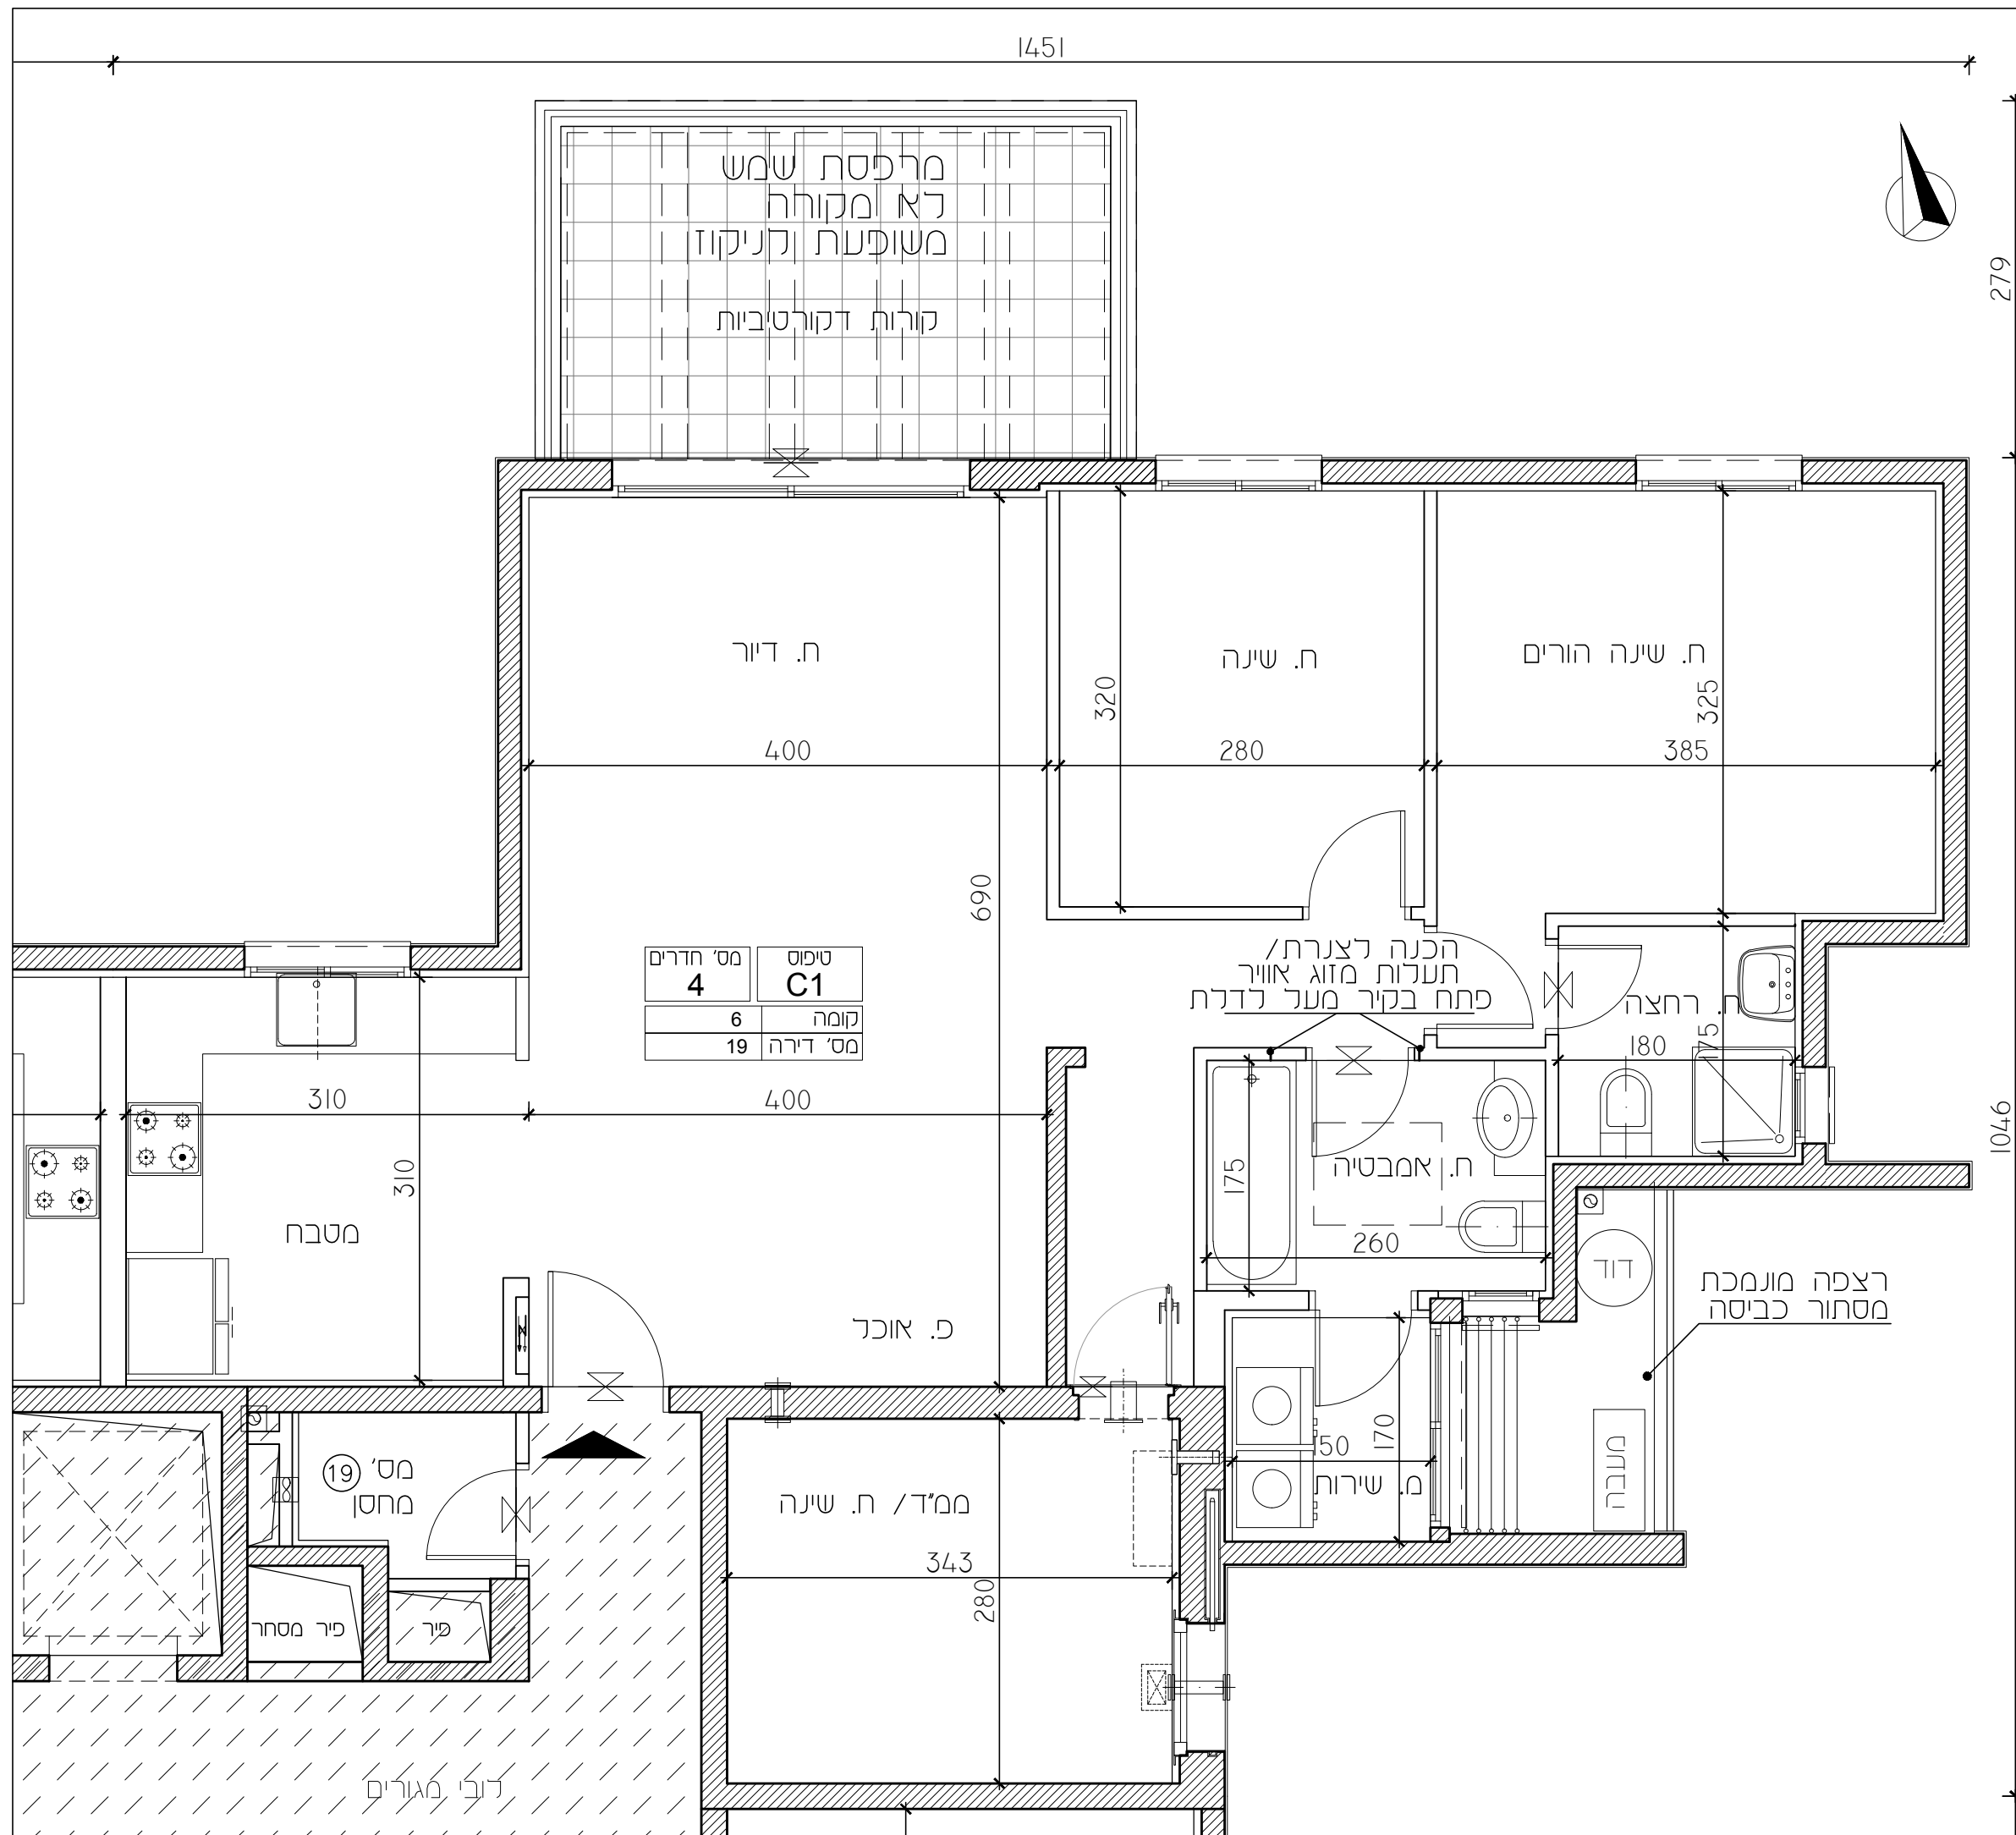 1451
מרפסת שמש
לא מקורה
משופעת לניקוז
קורות דקורטיביות
279
ח. דיור
ח. שינה
ח. שינה הורים
320
325
400
280
385
690
מס' חדרים
4
טיפוס
C1
קומה 6
מס' דירה 19
הכנה לצנרת/
תעלות מזוג אוויר
פתח בקיר מעל לדלת
ח. רחצה
180
175
310
400
310
1046
175
ח. אמבטיה
260
מטבח
דוד
רצפה מונמכת
מסתור כביסה
פ. אוכל
170
150
מ. שירות
מעבה
מס' 19
מחסן
ממ"ד/ ח. שינה
343
280
פיר מסחר
פיר
לובי מגורים